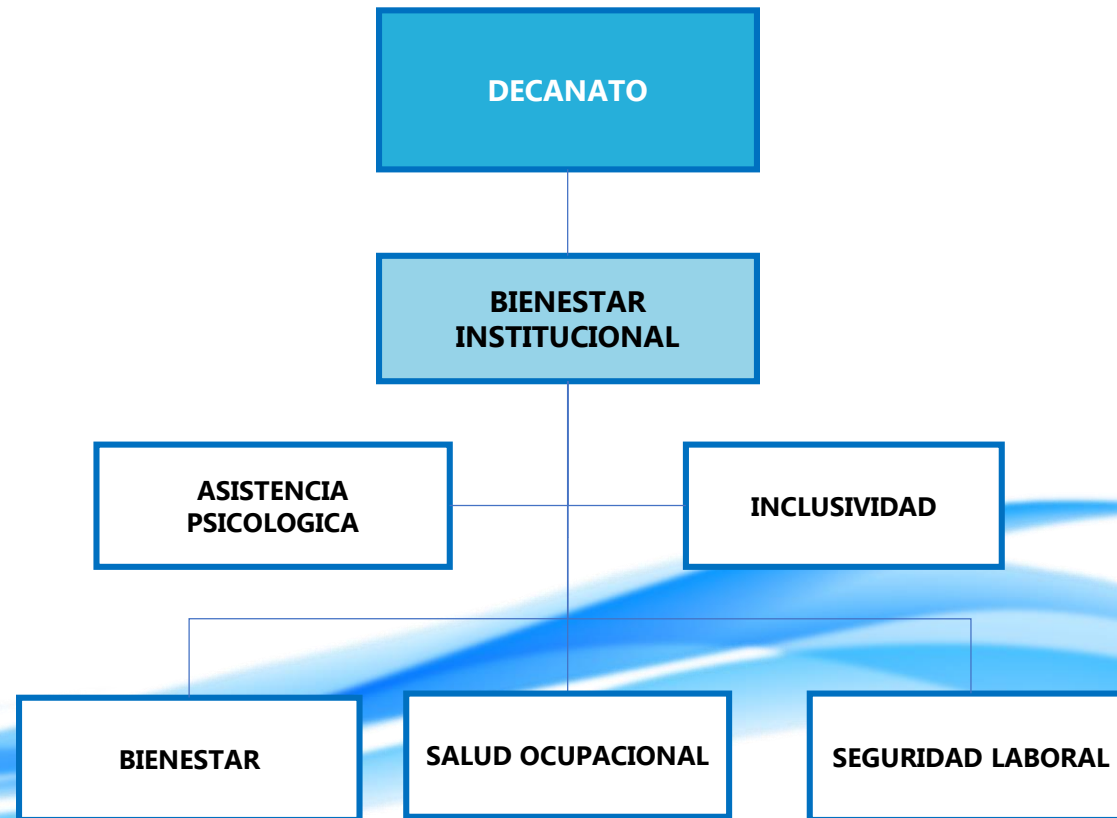 DECANATO
BIENESTAR
INSTITUCIONAL
ASISTENCIA
PSICOLOGICA
INCLUSIVIDAD
BIENESTAR
SALUD OCUPACIONAL
SEGURIDAD LABORAL